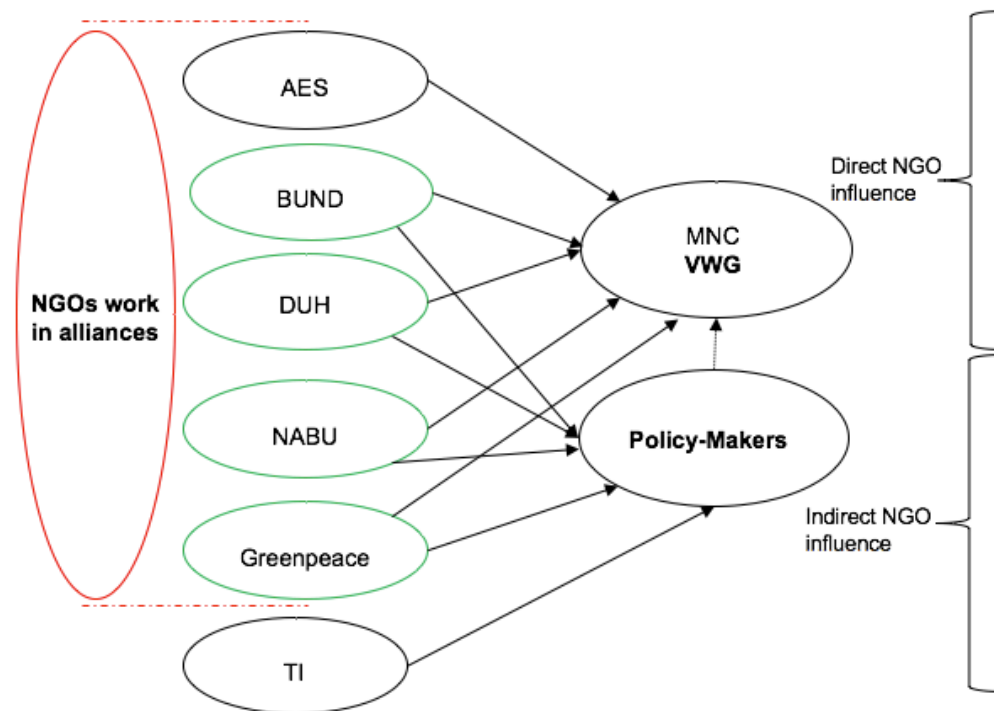 NGOs work
in alliances
AES
BUND
DUH
NABU
Greenpeace
TI
MNC
VWG
Policy-Makers
Direct NGO
influence
Indirect NGO
influence